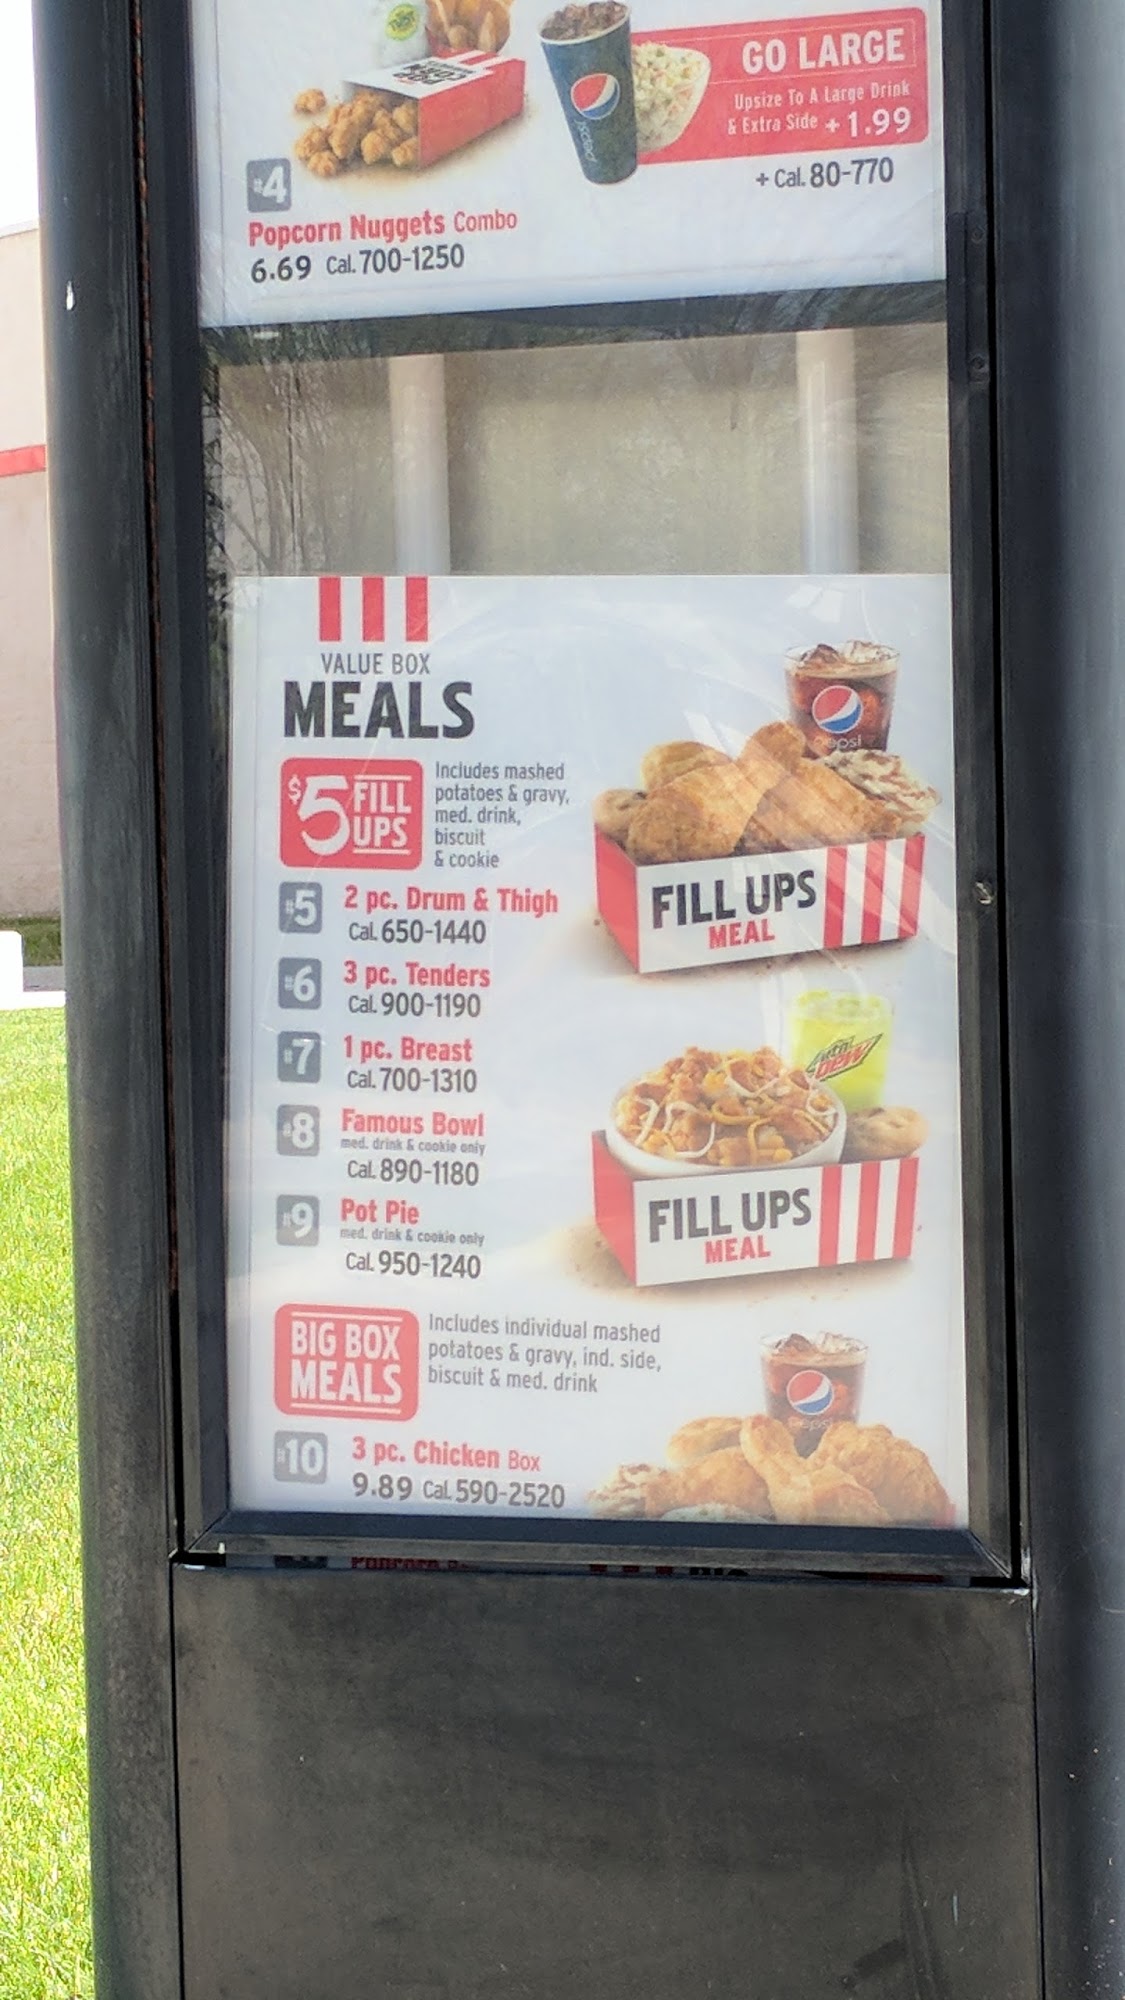 GO LARGE
Upsize To A Large Drink
& Extra Side + 1.99
+ Cal. 80-770
pepsi
#4
Popcorn Nuggets Combo
6.69 Cal. 700-1250
VALUE BOX
MEALS
$5 FILL UPS
Includes mashed
potatoes & gravy,
med. drink,
biscuit
& cookie
pepsi
#5 2 pc. Drum & Thigh
Cal. 650-1440
FILL UPS
MEAL
#6 3 pc. Tenders
Cal. 900-1190
#7 1 pc. Breast
Cal. 700-1310
mtn dew
#8 Famous Bowl
med. drink & cookie only
Cal. 890-1180
#9 Pot Pie
med. drink & cookie only
Cal. 950-1240
FILL UPS
MEAL
BIG BOX
MEALS
Includes individual mashed
potatoes & gravy, ind. side,
biscuit & med. drink
pepsi
#10 3 pc. Chicken Box
9.89 Cal. 590-2520